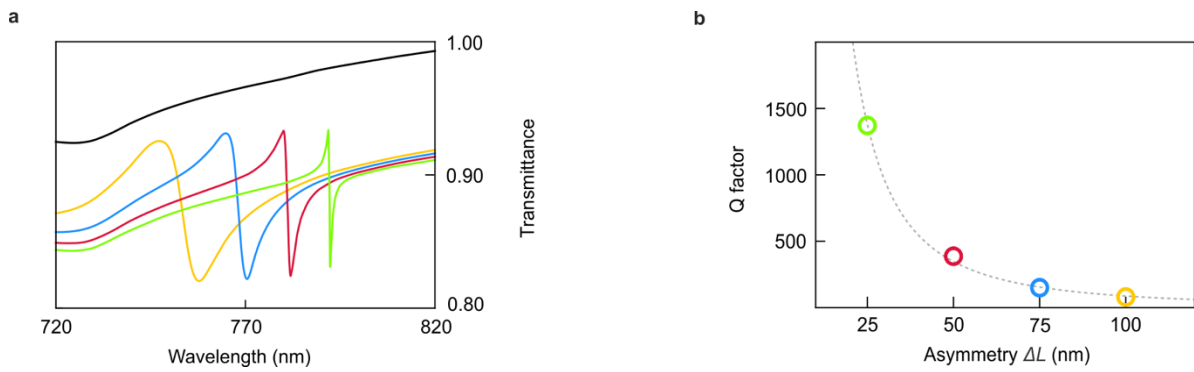 a
1.00
0.90
0.80
Transmittance
720
770
820
Wavelength (nm)
b
1500
1000
500
Q factor
25
50
75
100
Asymmetry ΔL (nm)